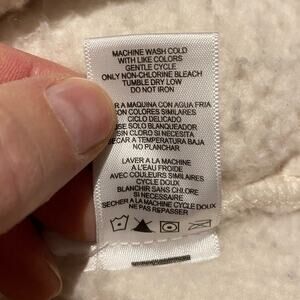 MACHINE WASH COLD
WITH LIKE COLORS
GENTLE CYCLE
ONLY NON-CHLORINE BLEACH
TUMBLE DRY LOW
DO NOT IRON
R A MAQUINA CON AGUA FRIA
CON COLORES SIMILARES
CICLO DELICADO
USE SOLO BLANQUEADOR
SIN CLORO SI NECESITA
SECAR A TEMPERATURA BAJA
NO PLANCHAR
LAVER A LA MACHINE
A L'EAU FROIDE
AVEC COULEURS SIMILAIRES
CYCLE DOUX
BLANCHIR SANS CHLORE
SI NECESSAIRE
SECHER A LA MACHINE CYCLE DOUX
NE PAS REPASSER